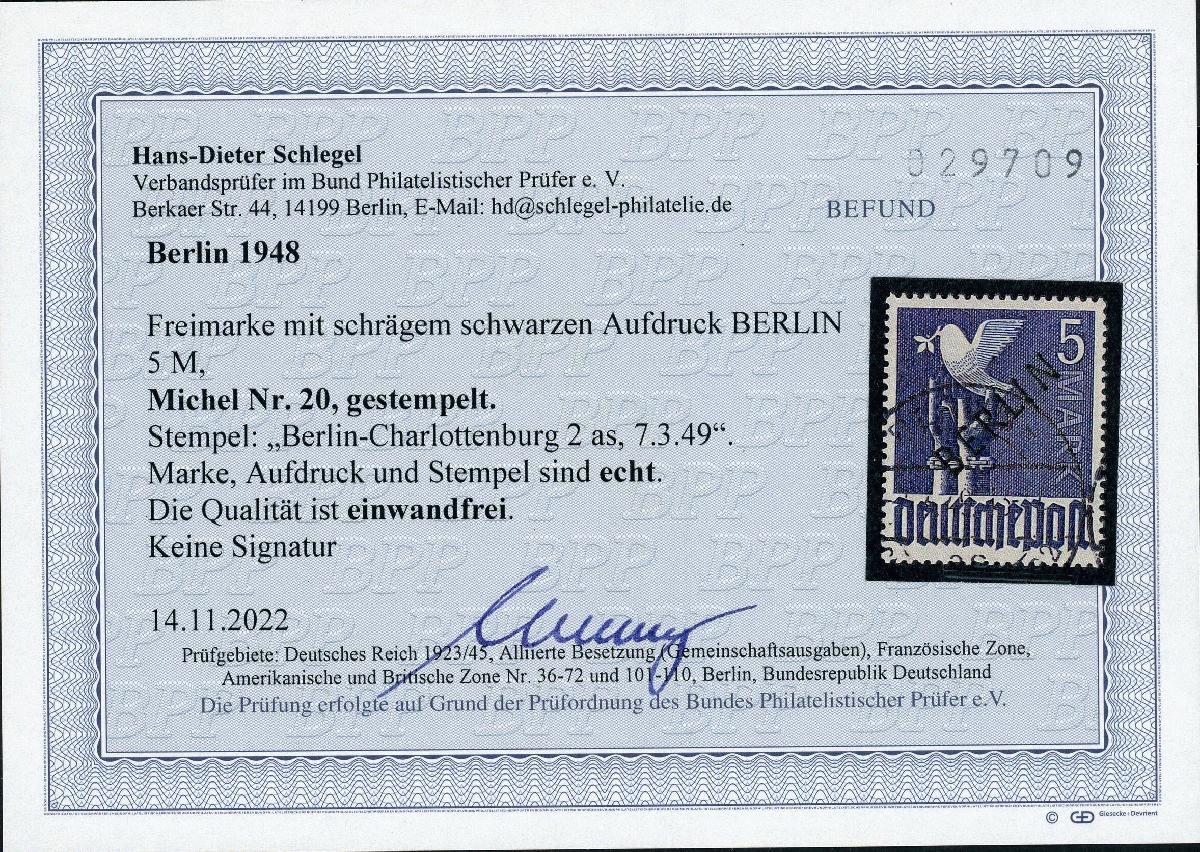 Hans-Dieter Schlegel
Verbandsprüfer im Bund Philatelistischer Prüfer e. V.
Berkaer Str. 44, 14199 Berlin, E-Mail: hd@schlegel-philatelie.de
029709
BEFUND
Berlin 1948
Freimarke mit schrägem schwarzen Aufdruck BERLIN
5 M,
Michel Nr. 20, gestempelt.
Stempel: „Berlin-Charlottenburg 2 as, 7.3.49“.
Marke, Aufdruck und Stempel sind echt.
Die Qualität ist einwandfrei.
Keine Signatur
5
MARK
BERLIN
deutsche post
14.11.2022
Prüfgebiete: Deutsches Reich 1923/45, Alliierte Besetzung (Gemeinschaftsausgaben), Französische Zone,
Amerikanische und Britische Zone Nr. 36-72 und 101-110, Berlin, Bundesrepublik Deutschland
Die Prüfung erfolgte auf Grund der Prüfordnung des Bundes Philatelistischer Prüfer e.V.
© GD Giesecke+Devrient